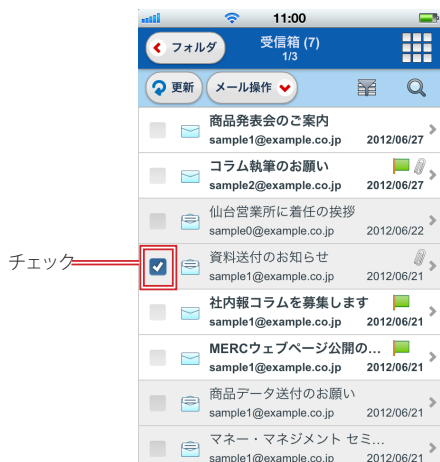 11:00
フォルダ
受信箱 (7)
1/3
更新
メール操作
商品発表会のご案内
sample1@example.co.jp 2012/06/27
コラム執筆のお願い
sample2@example.co.jp 2012/06/27
仙台営業所に着任の挨拶
sample0@example.co.jp 2012/06/22
チェック
資料送付のお知らせ
sample1@example.co.jp 2012/06/21
社内報コラムを募集します
sample1@example.co.jp 2012/06/21
MERCウェブページ公開の...
sample1@example.co.jp 2012/06/21
商品データ送付のお願い
sample1@example.co.jp 2012/06/21
マネー・マネジメント セミ...
sample1@example.co.jp 2012/06/21